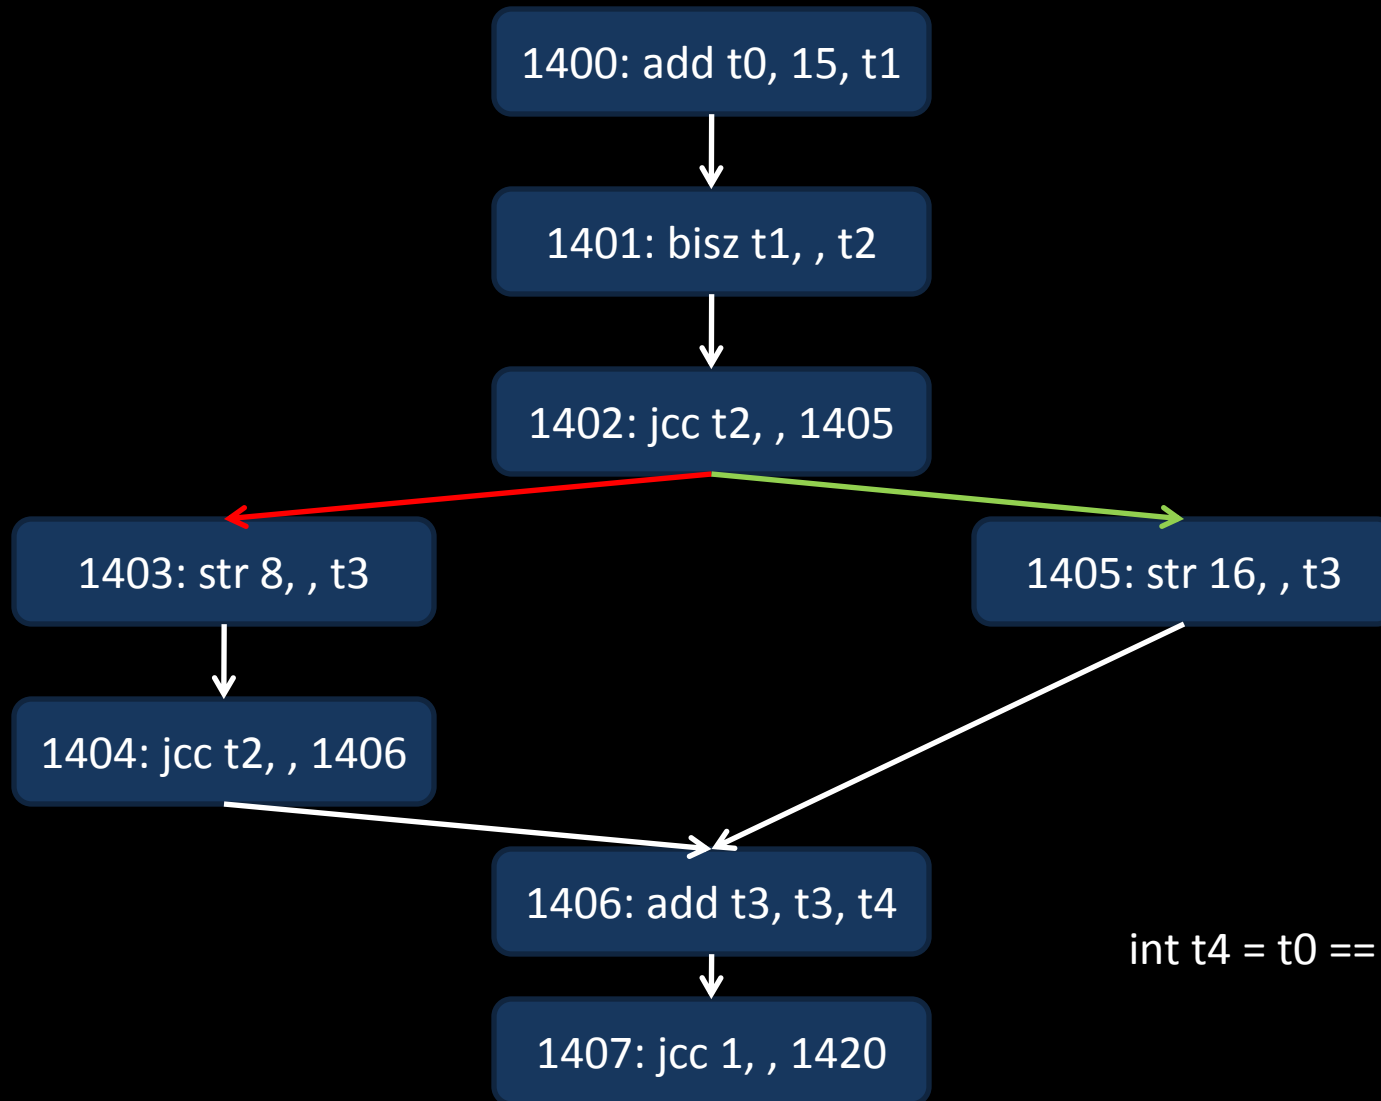 1400: add t0, 15, t1
1401: bisz t1, , t2
1402: jcc t2, , 1405
1403: str 8, , t3
1405: str 16, , t3
1404: jcc t2, , 1406
1406: add t3, t3, t4
int t4 = t0 ==
1407: jcc 1, , 1420